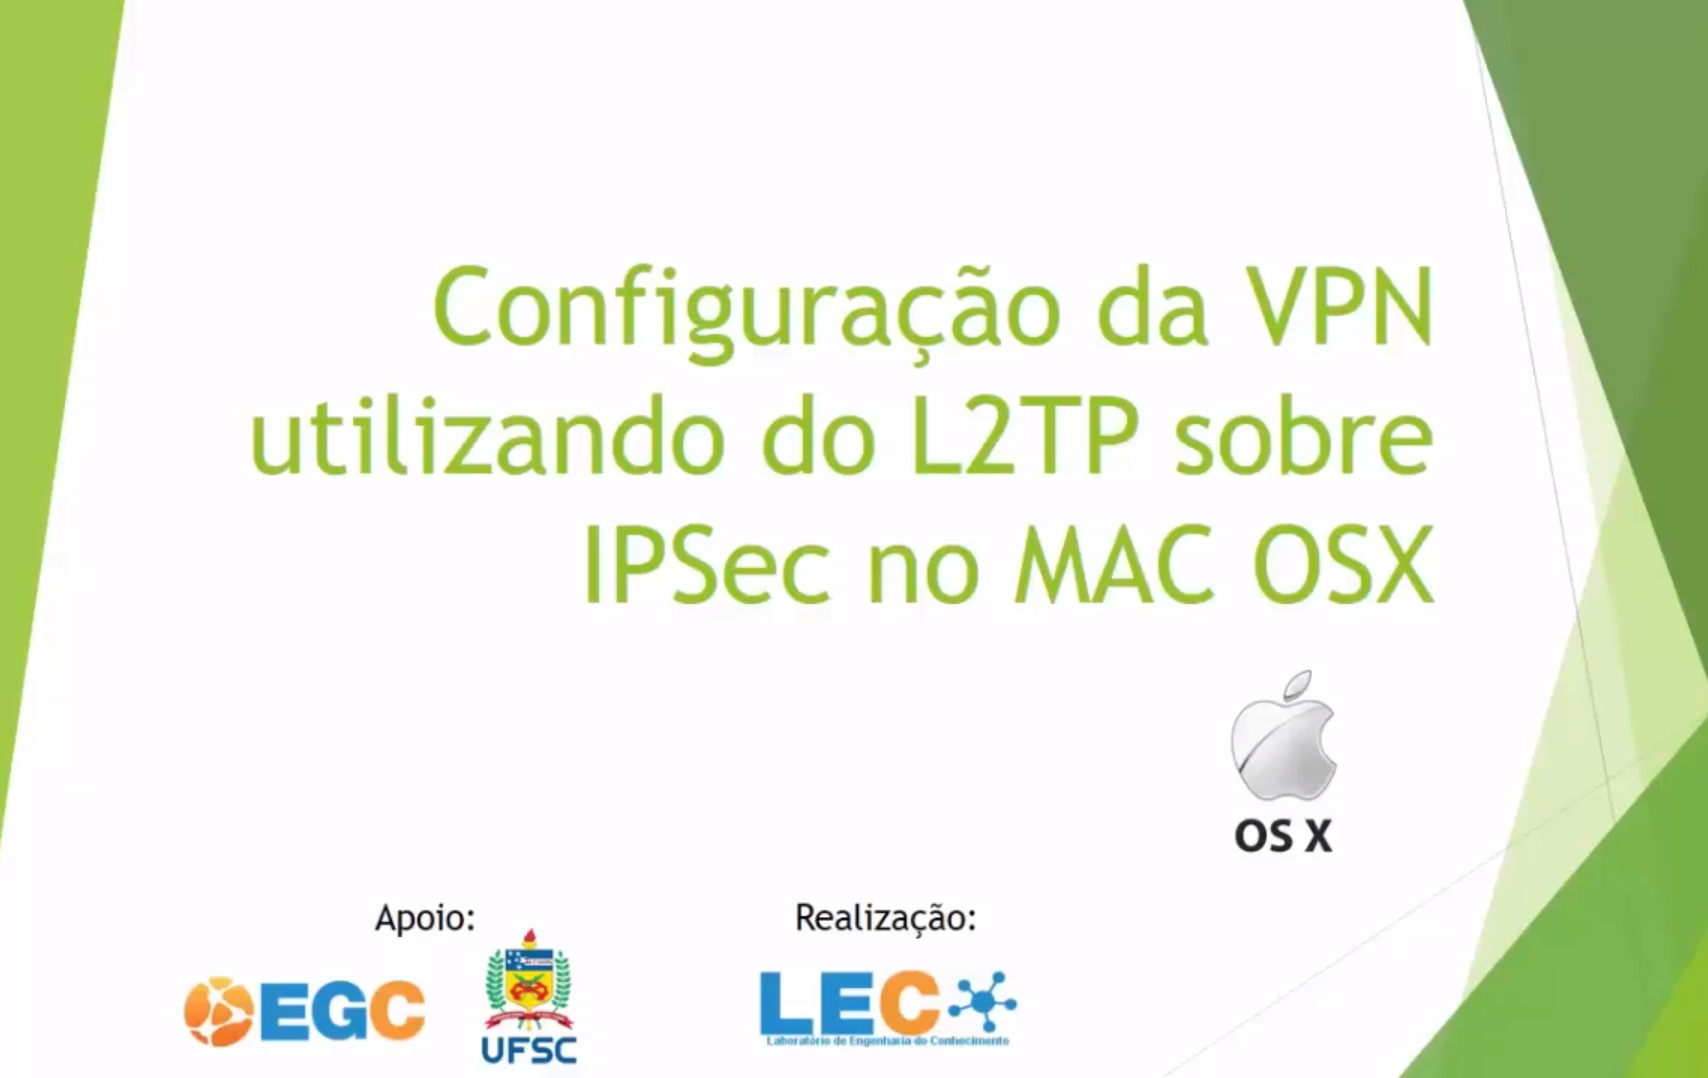 Configuração da VPN
utilizando do L2TP sobre
IPSec no MAC OSX
OS X
Apoio:
Realização:
EGC
UFSC
LEC
Laboratório de Engenharia do Conhecimento